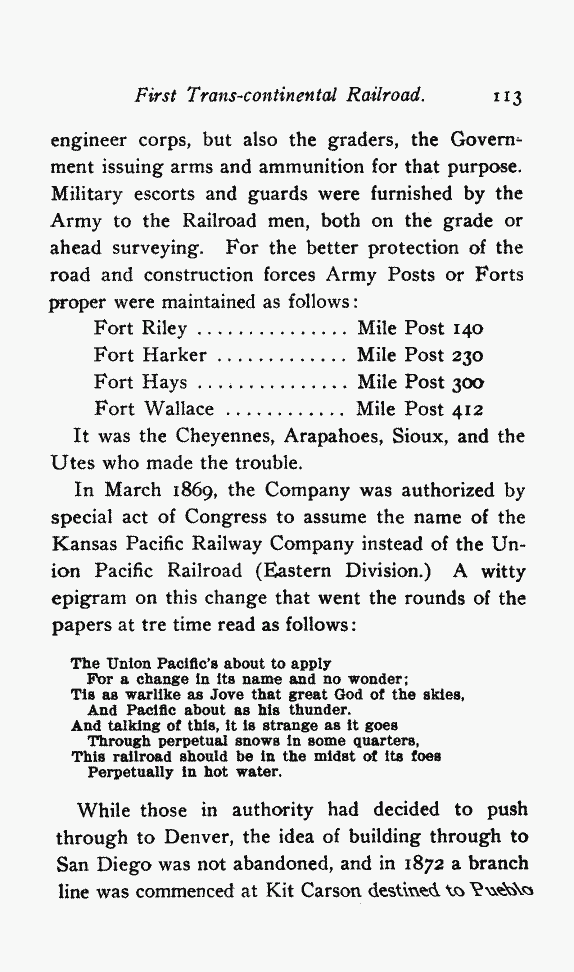 First Trans-continental Railroad. 113
engineer corps, but also the graders, the Govern-
ment issuing arms and ammunition for that purpose.
Military escorts and guards were furnished by the
Army to the Railroad men, both on the grade or
ahead surveying. For the better protection of the
road and construction forces Army Posts or Forts
proper were maintained as follows:
Fort Riley ............... Mile Post 140
Fort Harker ............. Mile Post 230
Fort Hays ............... Mile Post 300
Fort Wallace ............ Mile Post 412
It was the Cheyennes, Arapahoes, Sioux, and the
Utes who made the trouble.
In March 1869, the Company was authorized by
special act of Congress to assume the name of the
Kansas Pacific Railway Company instead of the Un-
ion Pacific Railroad (Eastern Division.) A witty
epigram on this change that went the rounds of the
papers at tre time read as follows:
The Union Pacific's about to apply
For a change in its name and no wonder;
Tis as warlike as Jove that great God of the skies,
And Pacific about as his thunder.
And talking of this, it is strange as it goes
Through perpetual snows in some quarters,
This railroad should be in the midst of its foes
Perpetually in hot water.
While those in authority had decided to push
through to Denver, the idea of building through to
San Diego was not abandoned, and in 1872 a branch
line was commenced at Kit Carson destined to Pueblo